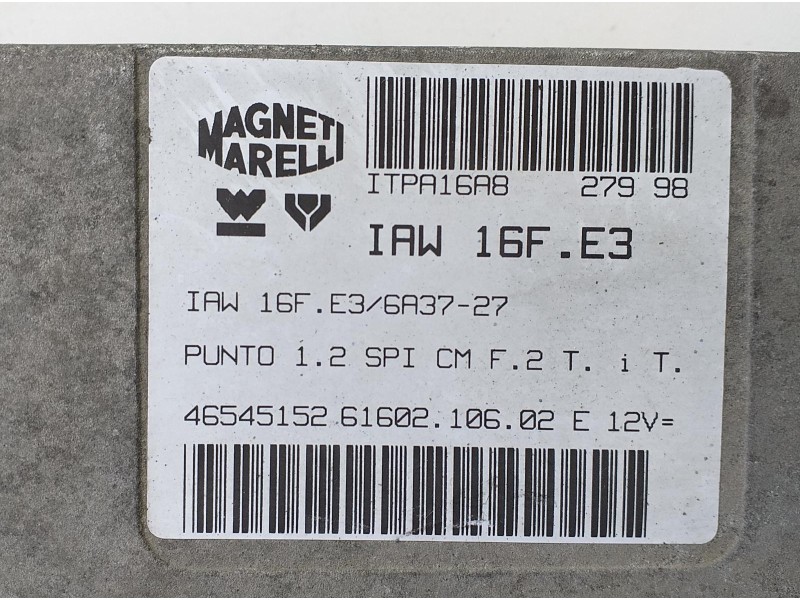 MAGNETI
MARELLI
ITPA16A8 279 98
IAW 16F.E3
IAW 16F.E3/6A37-27
PUNTO 1.2 SPI CM F.2 T. i T.
46545152 61602.106.02 E 12V=